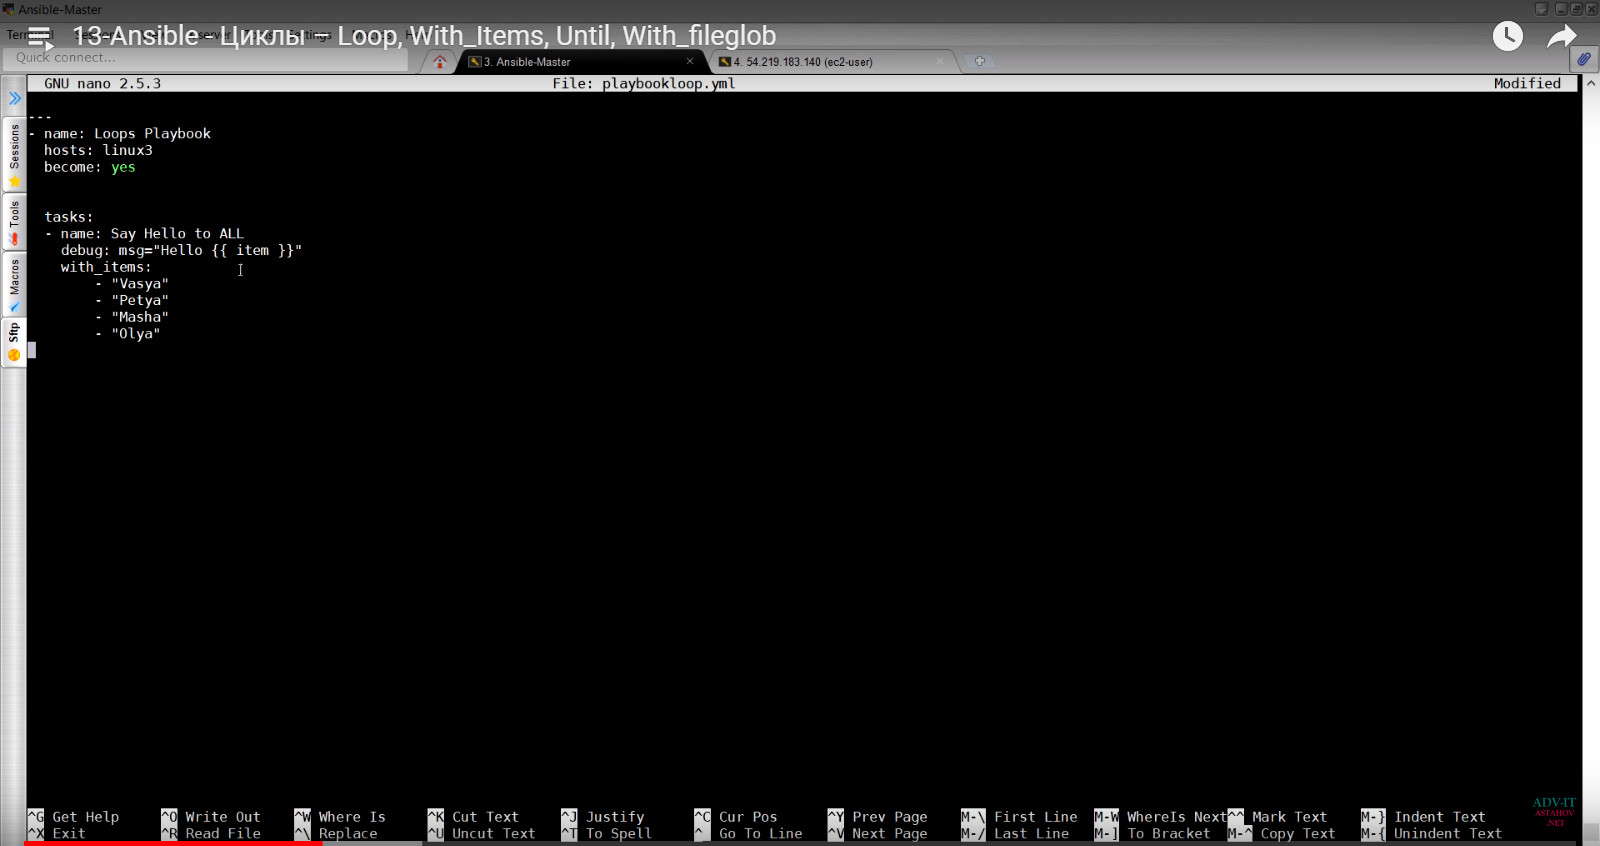 Ansible-Master
13-Ansible - Циклы — Loop, With_Items, Until, With_fileglob
Quick connect...
3. Ansible-Master
4. 54.219.183.140 (ec2-user)
GNU nano 2.5.3 File: playbookloop.yml Modified
Sessions
Tools
Macros
Sftp
---
- name: Loops Playbook
hosts: linux3
become: yes
tasks:
- name: Say Hello to ALL
debug: msg="Hello {{ item }}"
with_items:
- "Vasya"
- "Petya"
- "Masha"
- "Olya"
ADV-IT
ASTAHOV
.NET
^G Get Help ^O Write Out ^W Where Is ^K Cut Text ^J Justify ^C Cur Pos ^Y Prev Page M-\ First Line M-W WhereIs Next ^^ Mark Text M-} Indent Text
^X Exit ^R Read File ^\ Replace ^U Uncut Text ^T To Spell ^_ Go To Line ^V Next Page M-/ Last Line M-] To Bracket M-^ Copy Text M-{ Unindent Text